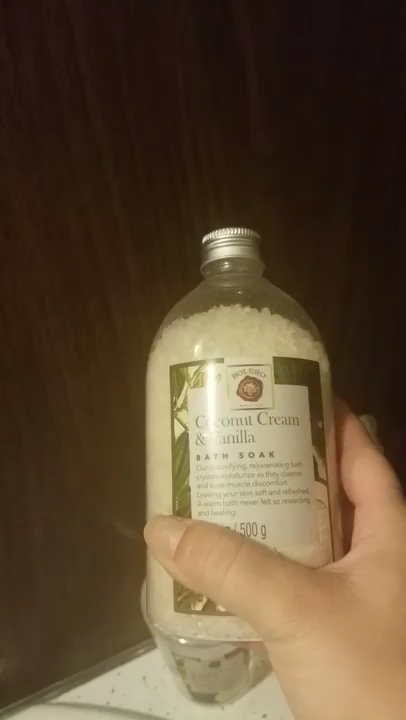 BOLERO
Coconut Cream
& Vanilla
BATH SOAK
Our detoxifying, rejuvenating bath
crystals moisturize as they cleanse
and ease muscle discomfort.
Leaving your skin soft and refreshed.
A warm bath never felt so rewarding
and healing.
/ 500 g